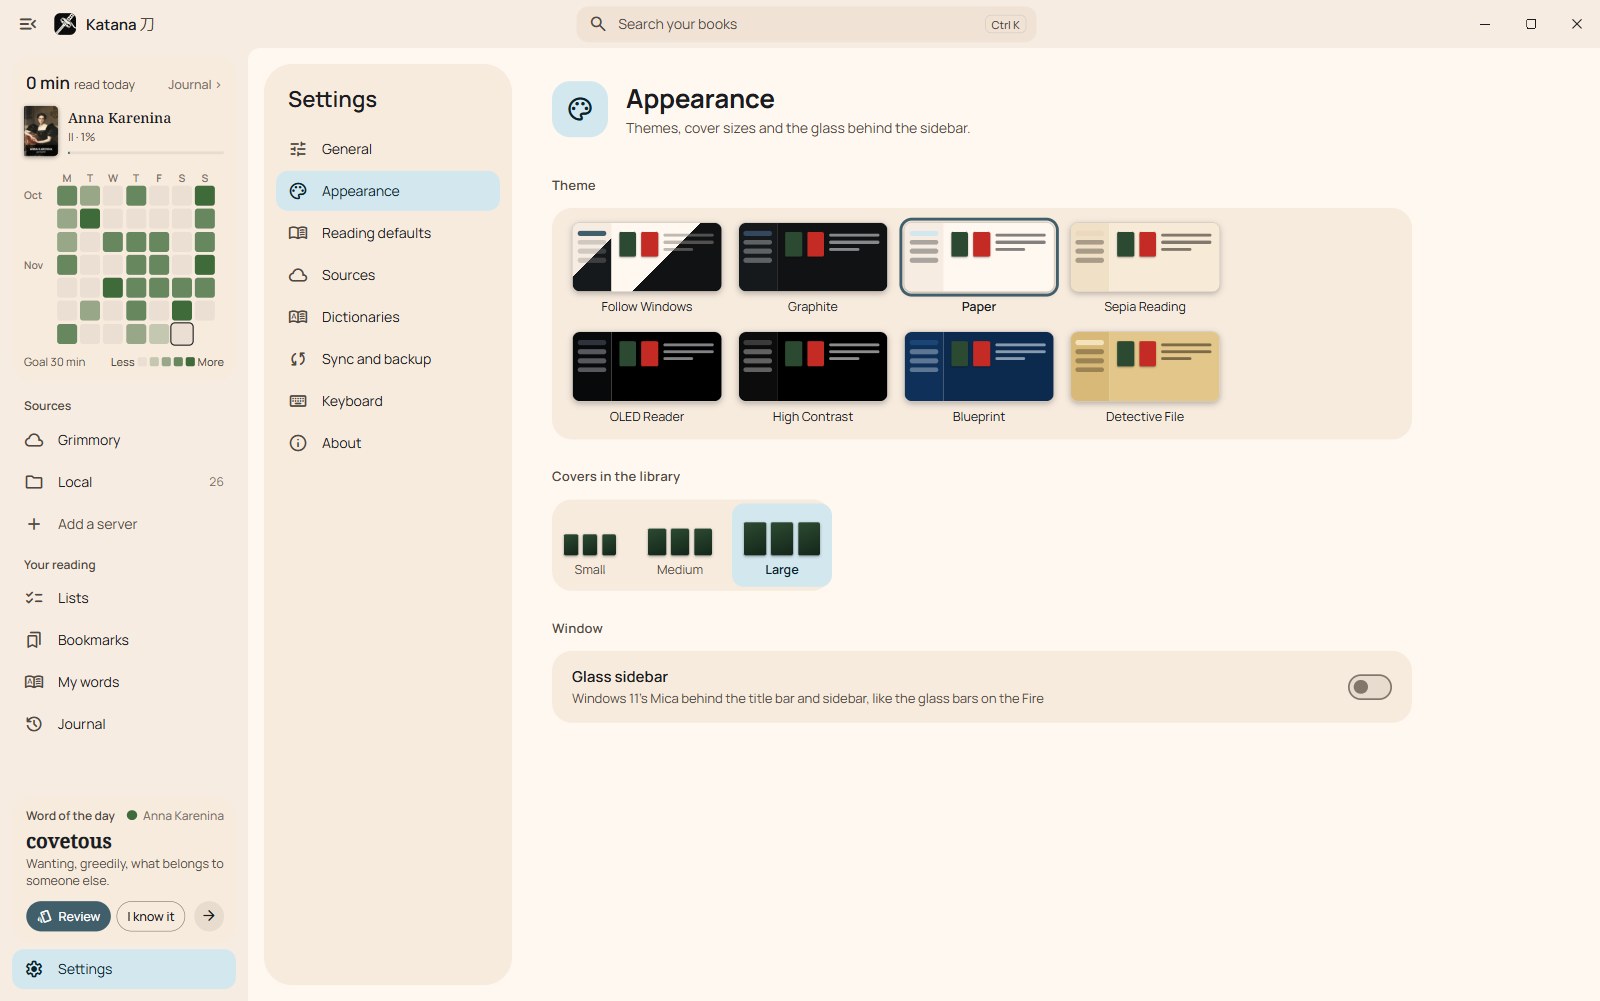 Katana 刀
Search your books
Ctrl K
0 min read today
Journal >
Anna Karenina
II · 1%
M T W T F S S
Oct
Nov
Goal 30 min
Less
More
Sources
Grimmory
Local
26
Add a server
Your reading
Lists
Bookmarks
My words
Journal
Word of the day
Anna Karenina
covetous
Wanting, greedily, what belongs to
someone else.
Review
I know it
Settings
Settings
General
Appearance
Reading defaults
Sources
Dictionaries
Sync and backup
Keyboard
About
Appearance
Themes, cover sizes and the glass behind the sidebar.
Theme
Follow Windows
Graphite
Paper
Sepia Reading
OLED Reader
High Contrast
Blueprint
Detective File
Covers in the library
Small
Medium
Large
Window
Glass sidebar
Windows 11's Mica behind the title bar and sidebar, like the glass bars on the Fire